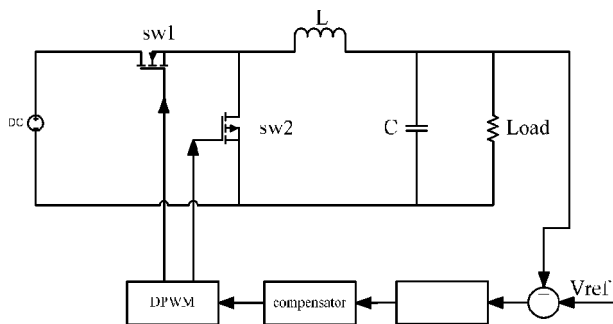 sw1
L
DC
sw2
C
Load
Vref
DPWM
compensator